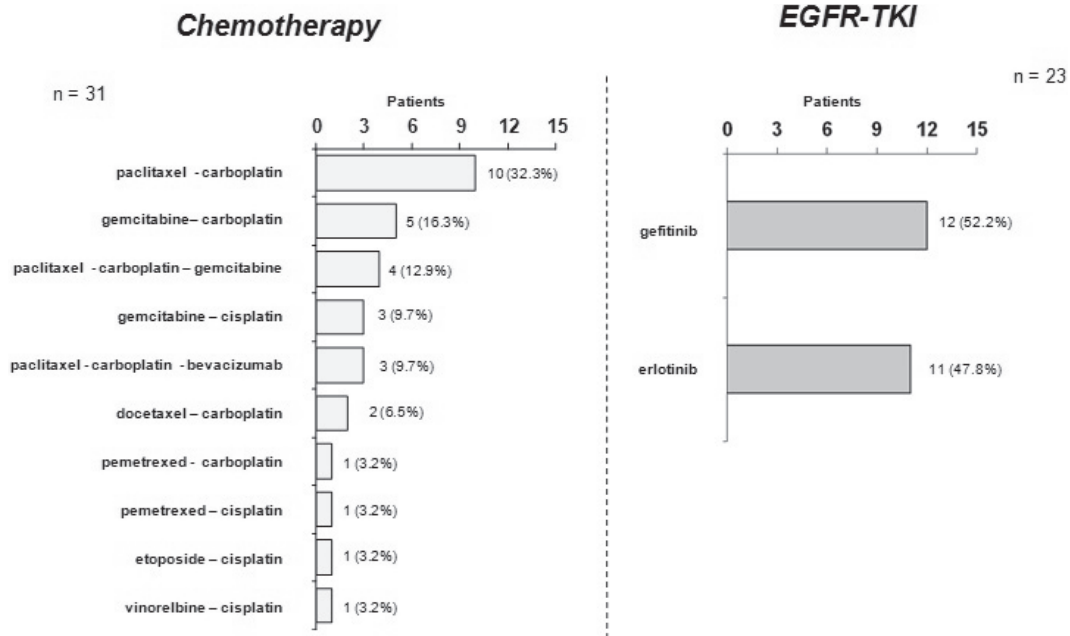 Chemotherapy
n = 31
Patients
0 3 6 9 12 15
paclitaxel - carboplatin 10 (32.3%)
gemcitabine – carboplatin 5 (16.3%)
paclitaxel - carboplatin – gemcitabine 4 (12.9%)
gemcitabine – cisplatin 3 (9.7%)
paclitaxel - carboplatin - bevacizumab 3 (9.7%)
docetaxel – carboplatin 2 (6.5%)
pemetrexed - carboplatin 1 (3.2%)
pemetrexed – cisplatin 1 (3.2%)
etoposide – cisplatin 1 (3.2%)
vinorelbine – cisplatin 1 (3.2%)
EGFR-TKI
n = 23
Patients
0 3 6 9 12 15
gefitinib 12 (52.2%)
erlotinib 11 (47.8%)